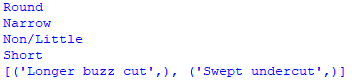 Round
Narrow
Non/Little
Short
[('Longer buzz cut',), ('Swept undercut',)]